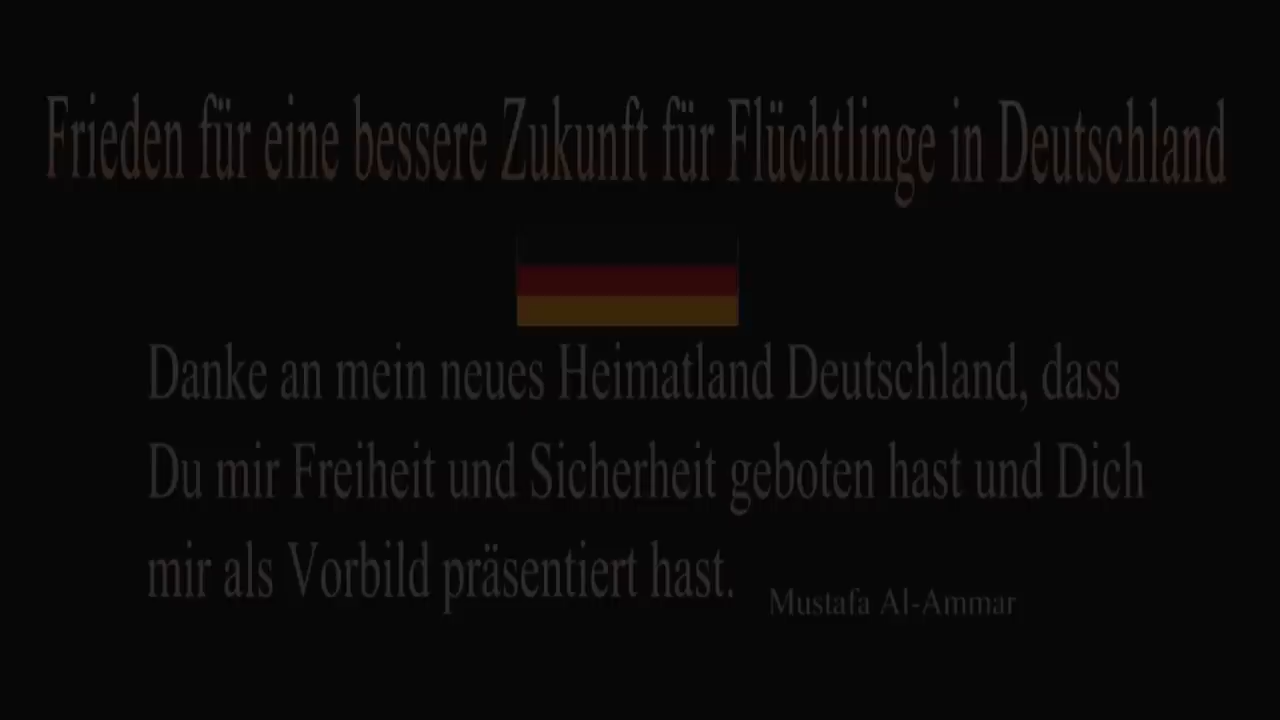 Frieden für eine bessere Zukunft für Flüchtlinge in Deutschland
Danke an mein neues Heimatland Deutschland, dass
Du mir Freiheit und Sicherheit geboten hast und Dich
mir als Vorbild präsentiert hast.
Mustafa Al-Ammar